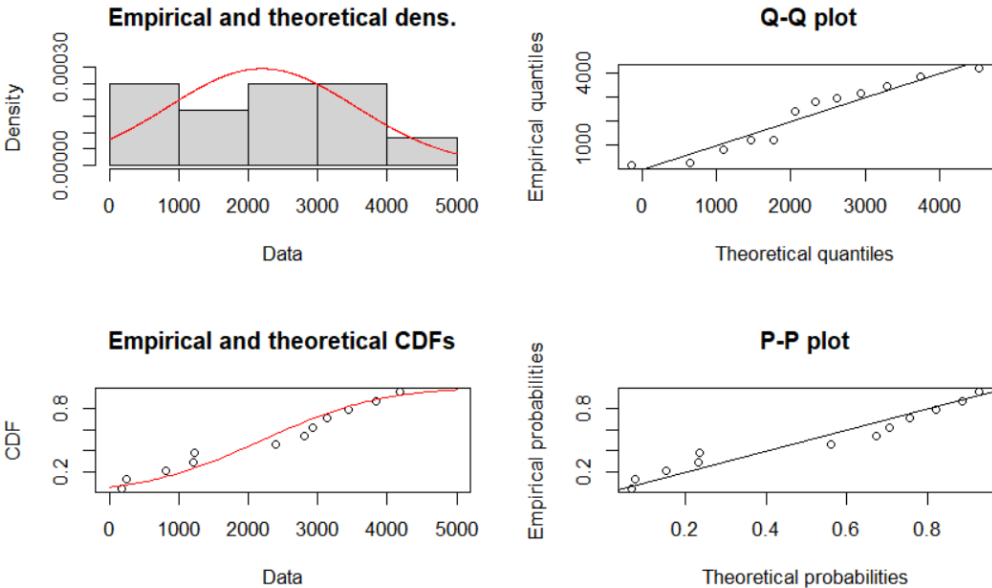 Empirical and theoretical dens.
Density
0.00000
0.00030
0 1000 2000 3000 4000 5000
Data
Q-Q plot
Empirical quantiles
1000
4000
0 1000 2000 3000 4000
Theoretical quantiles
Empirical and theoretical CDFs
CDF
0.2
0.8
0 1000 2000 3000 4000 5000
Data
P-P plot
Empirical probabilities
0.2
0.8
0.2 0.4 0.6 0.8
Theoretical probabilities